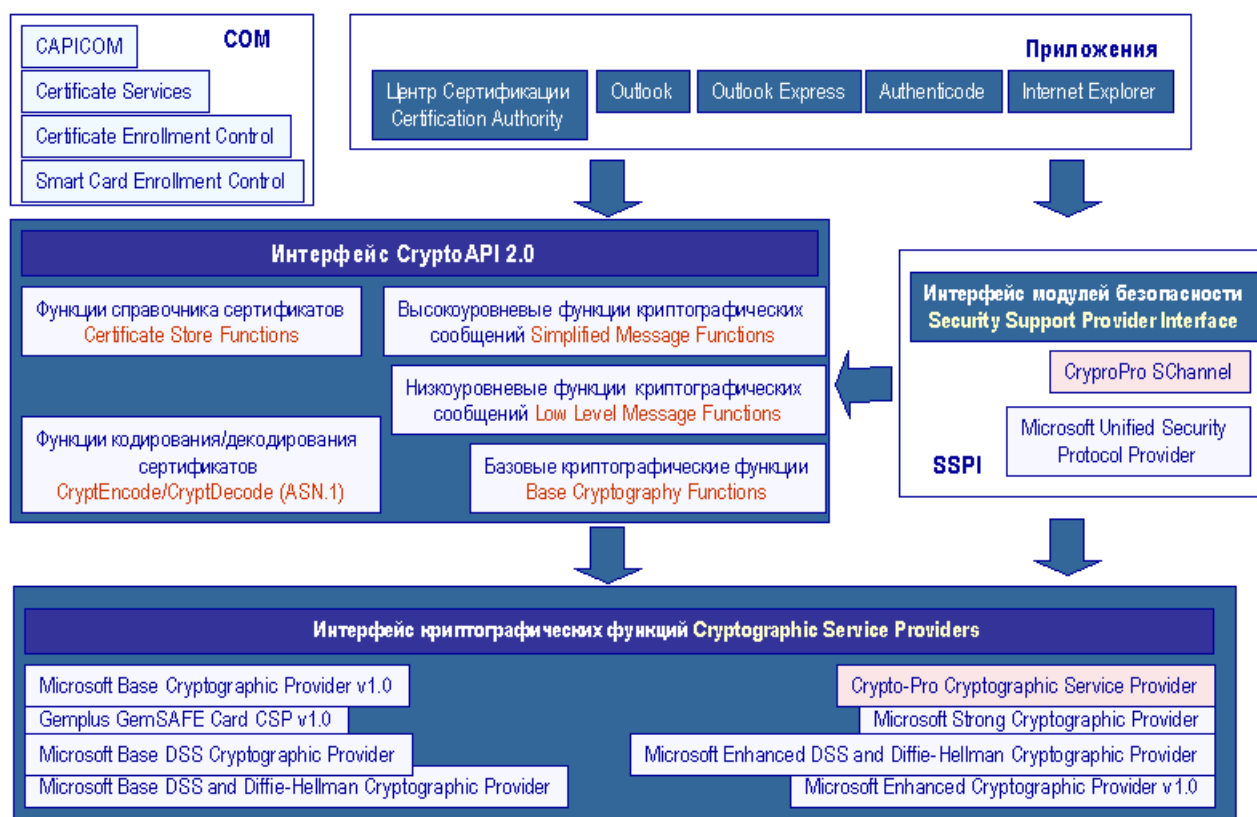 COM
CAPICOM
Certificate Services
Certificate Enrollment Control
Smart Card Enrollment Control
Приложения
Центр Сертификации
Certification Authority
Outlook
Outlook Express
Authenticode
Internet Explorer
Интерфейс CryptoAPI 2.0
Функции справочника сертификатов
Certificate Store Functions
Высокоуровневые функции криптографических
сообщений Simplified Message Functions
Низкоуровневые функции криптографических
сообщений Low Level Message Functions
Функции кодирования/декодирования
сертификатов
CryptEncode/CryptDecode (ASN.1)
Базовые криптографические функции
Base Cryptography Functions
Интерфейс модулей безопасности
Security Support Provider Interface
CryproPro SChannel
Microsoft Unified Security
Protocol Provider
SSPI
Интерфейс криптографических функций Cryptographic Service Providers
Microsoft Base Cryptographic Provider v1.0
Gemplus GemSAFE Card CSP v1.0
Microsoft Base DSS Cryptographic Provider
Microsoft Base DSS and Diffie-Hellman Cryptographic Provider
Crypto-Pro Cryptographic Service Provider
Microsoft Strong Cryptographic Provider
Microsoft Enhanced DSS and Diffie-Hellman Cryptographic Provider
Microsoft Enhanced Cryptographic Provider v1.0